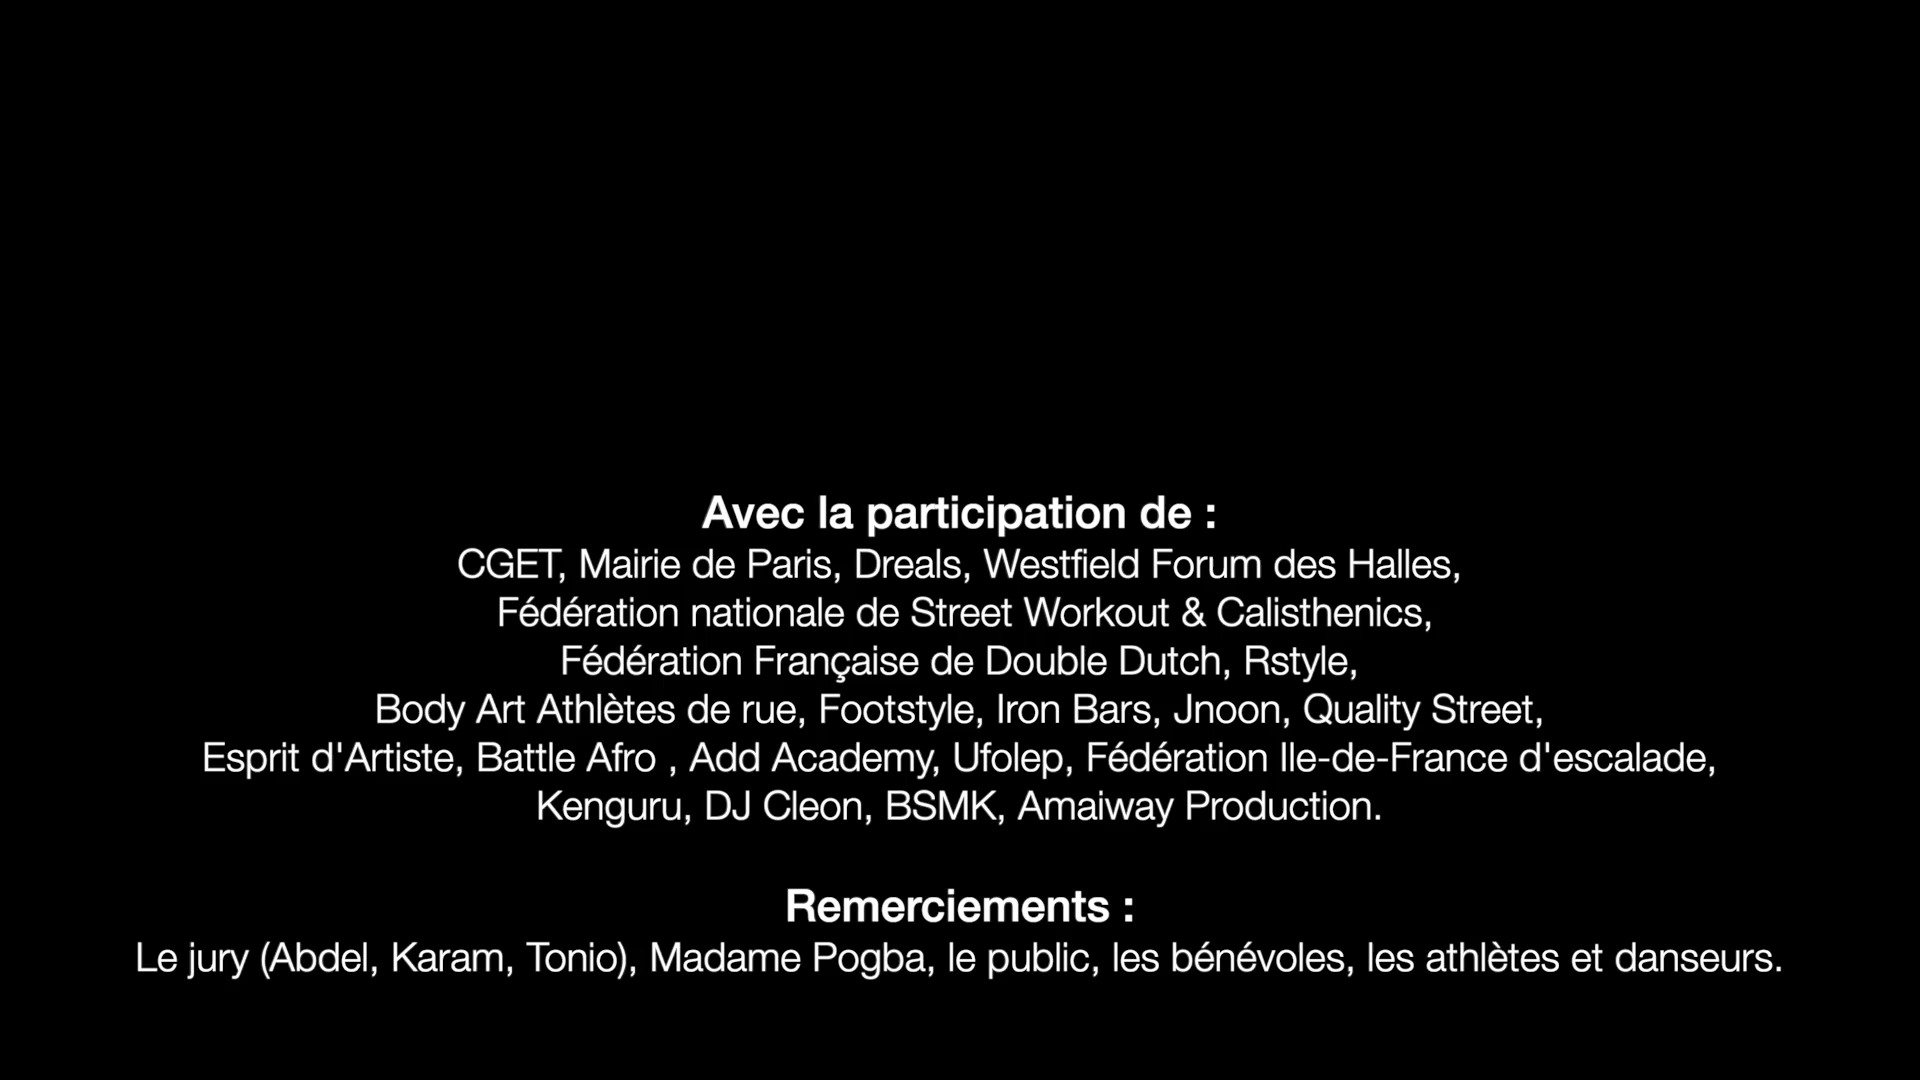 Avec la participation de :
CGET, Mairie de Paris, Dreals, Westfield Forum des Halles,
Fédération nationale de Street Workout & Calisthenics,
Fédération Française de Double Dutch, Rstyle,
Body Art Athlètes de rue, Footstyle, Iron Bars, Jnoon, Quality Street,
Esprit d'Artiste, Battle Afro , Add Academy, Ufolep, Fédération Ile-de-France d'escalade,
Kenguru, DJ Cleon, BSMK, Amaiway Production.
Remerciements :
Le jury (Abdel, Karam, Tonio), Madame Pogba, le public, les bénévoles, les athlètes et danseurs.